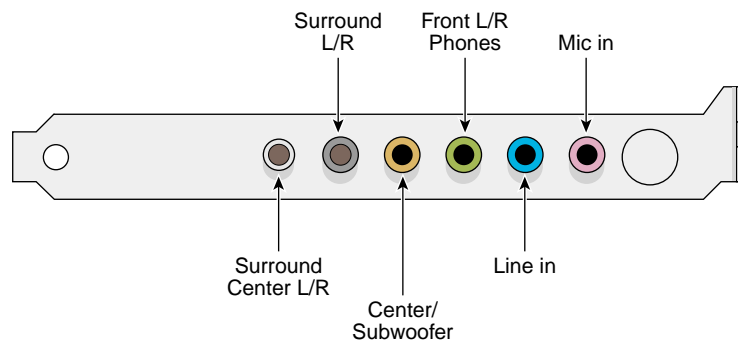 Surround
L/R
Front L/R
Phones
Mic in
Surround
Center L/R
Center/
Subwoofer
Line in